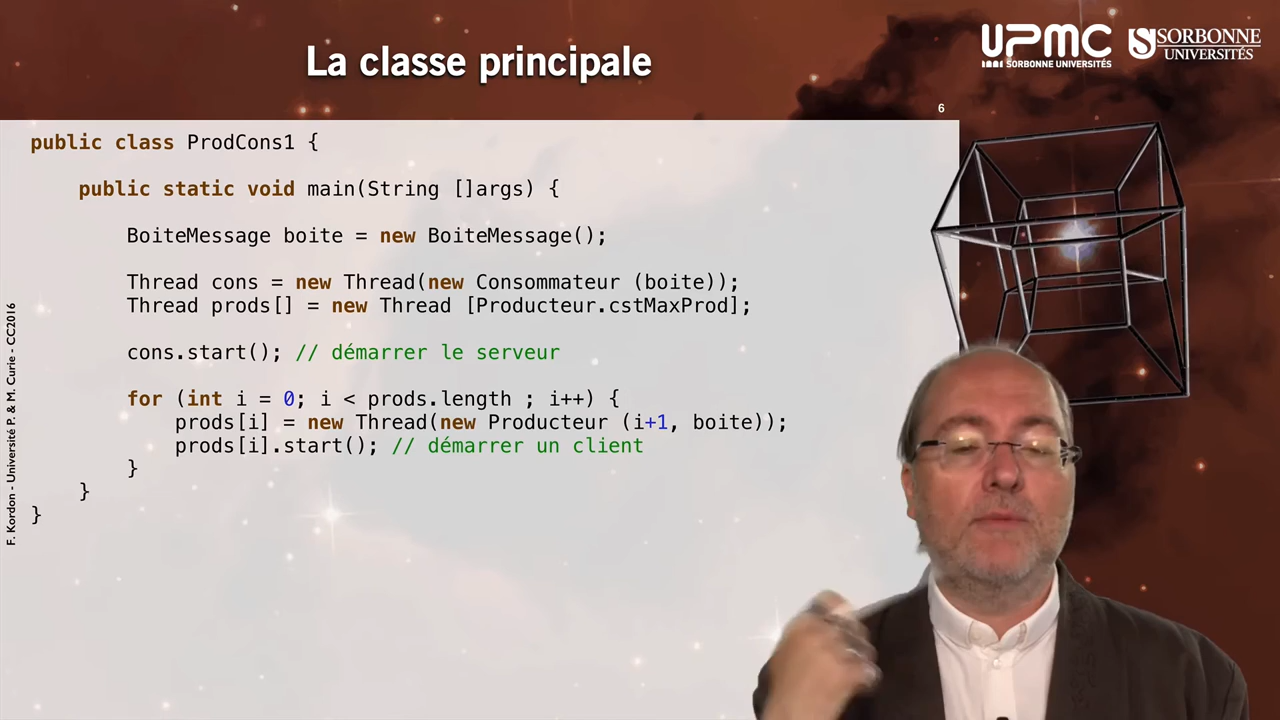 La classe principale
UPMC
SORBONNE UNIVERSITÉS
SORBONNE
UNIVERSITÉS
6
public class ProdCons1 {
public static void main(String []args) {
BoiteMessage boite = new BoiteMessage();
Thread cons = new Thread(new Consommateur (boite));
Thread prods[] = new Thread [Producteur.cstMaxProd];
cons.start(); // démarrer le serveur
for (int i = 0; i < prods.length ; i++) {
prods[i] = new Thread(new Producteur (i+1, boite));
prods[i].start(); // démarrer un client
}
}
}
F. Kordon - Université P. & M. Curie - CC2016